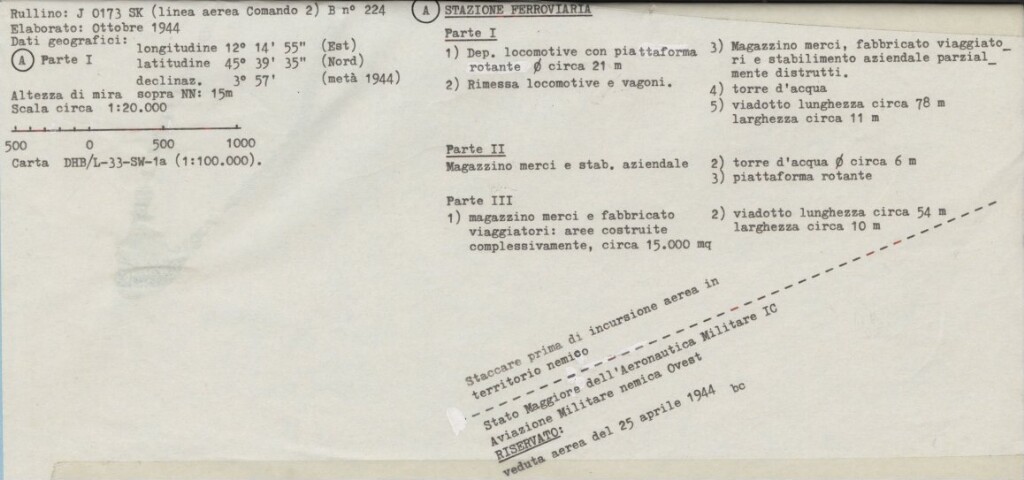 Rullino: J 0173 SK (linea aerea Comando 2) B nº 224
Elaborato: Ottobre 1944
Dati geografici:
longitudine 12º 14' 55" (Est)
A Parte I latitudine 45º 39' 35" (Nord)
declinaz. 3º 57' (metà 1944)
Altezza di mira sopra NN: 15m
Scala circa 1:20.000
500 0 500 1000
Carta DHB/L-33-SW-1a (1:100.000).
A STAZIONE FERROVIARIA
Parte I
1) Dep. locomotive con piattaforma
rotante ø circa 21 m
2) Rimessa locomotive e vagoni.
3) Magazzino merci, fabbricato viaggiato_
ri e stabilimento aziendale parzial_
mente distrutti.
4) torre d'acqua
5) viadotto lunghezza circa 78 m
larghezza circa 11 m
Parte II
Magazzino merci e stab. aziendale
2) torre d'acqua ø circa 6 m
3) piattaforma rotante
Parte III
1) magazzino merci e fabbricato
viaggiatori: aree costruite
complessivamente, circa 15.000 mq
2) viadotto lunghezza circa 54 m
larghezza circa 10 m
Staccare prima di incursione aerea in
territorio nemico
Stato Maggiore dell'Aeronautica Militare IC
Aviazione Militare nemica Ovest
RISERVATO:
veduta aerea del 25 aprile 1944 bc